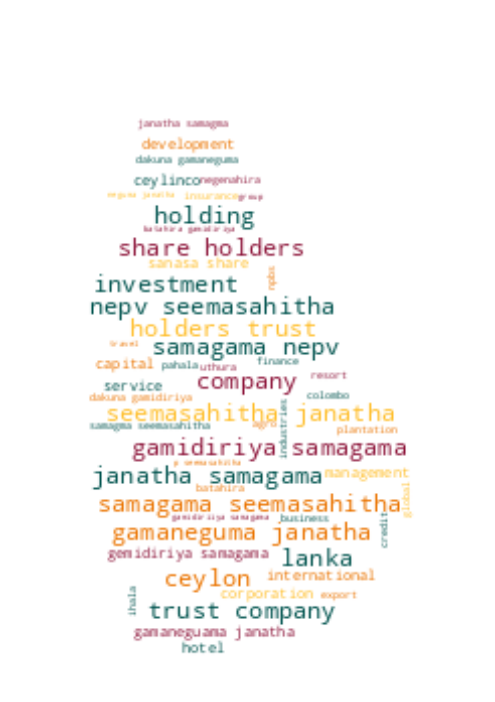 janatha samagma
development
dakuna gamaneguma
ceylinco negenahira
neguma janatha insurance group
holding
batahira gamidiriya
share holders
sanasa share
npbs
investment
nepv seemasahitha
holders trust
travel samagama nepv
capital pahala uthura finance
company resort
service colombo
dakuna gamidiriya
seemasahitha janatha
samagma seemasahitha agro industries plantation
gamidiriya samagama
p seemasahitha
janatha samagama management
batahira
samagama seemasahitha global
gamidiriya samagama business
gamaneguma janatha credit
gemidiriya samagama lanka
ceylon international
corporation export
ihala trust company
gamaneguama janatha
hotel